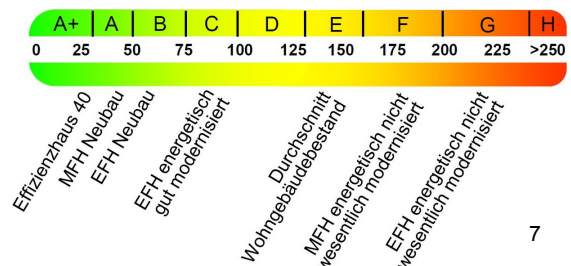 A+ A B C D E F G H
0 25 50 75 100 125 150 175 200 225 >250
Effizienzhaus 40
MFH Neubau
EFH Neubau
EFH energetisch
gut modernisiert
Durchschnitt
Wohngebäudebestand
MFH energetisch nicht
wesentlich modernisiert
EFH energetisch nicht
wesentlich modernisiert
7